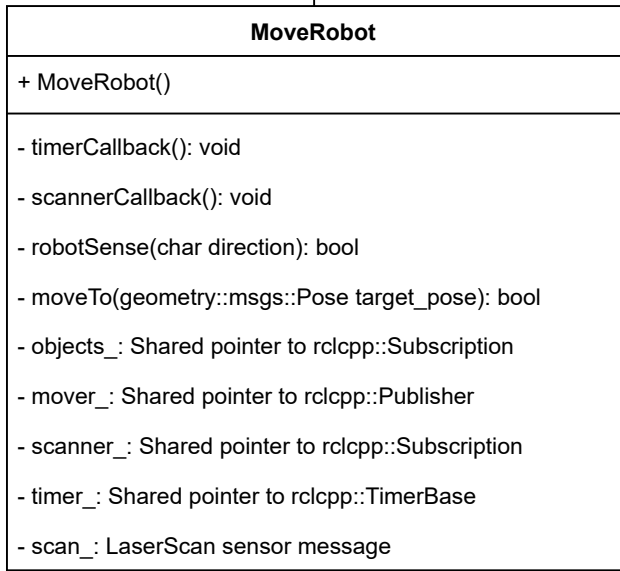 MoveRobot
+ MoveRobot()
- timerCallback(): void
- scannerCallback(): void
- robotSense(char direction): bool
- moveTo(geometry::msgs::Pose target_pose): bool
- objects_: Shared pointer to rclcpp::Subscription
- mover_: Shared pointer to rclcpp::Publisher
- scanner_: Shared pointer to rclcpp::Subscription
- timer_: Shared pointer to rclcpp::TimerBase
- scan_: LaserScan sensor message